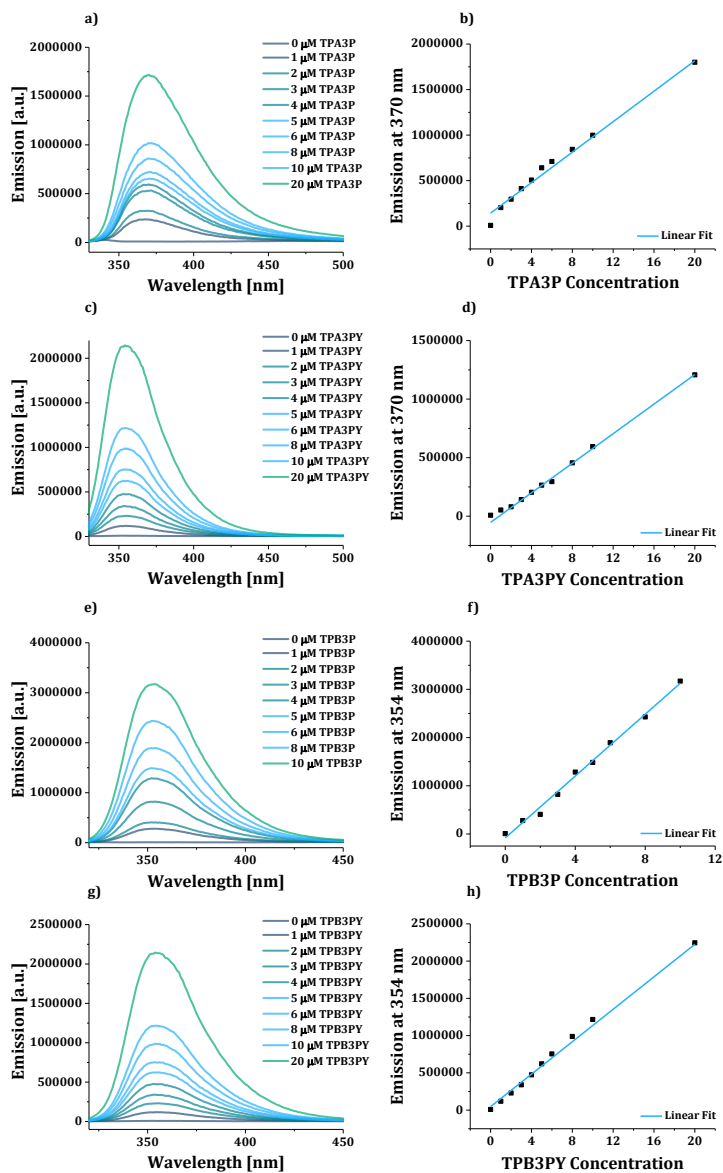 a)
Emission [a.u.]
2000000
1500000
1000000
500000
0
350
400
450
500
Wavelength [nm]
0 μM TPA3P
1 μM TPA3P
2 μM TPA3P
3 μM TPA3P
4 μM TPA3P
5 μM TPA3P
6 μM TPA3P
8 μM TPA3P
10 μM TPA3P
20 μM TPA3P
b)
Emission at 370 nm
2000000
1500000
1000000
500000
0
0
4
8
12
16
20
TPA3P Concentration
Linear Fit
c)
Emission [a.u.]
2000000
1500000
1000000
500000
0
350
400
450
500
Wavelength [nm]
0 μM TPA3PY
1 μM TPA3PY
2 μM TPA3PY
3 μM TPA3PY
4 μM TPA3PY
5 μM TPA3PY
6 μM TPA3PY
8 μM TPA3PY
10 μM TPA3PY
20 μM TPA3PY
d)
Emission at 370 nm
1500000
1000000
500000
0
0
4
8
12
16
20
TPA3PY Concentration
Linear Fit
e)
Emission [a.u.]
4000000
3000000
2000000
1000000
0
350
400
450
Wavelength [nm]
0 μM TPB3P
1 μM TPB3P
2 μM TPB3P
3 μM TPB3P
4 μM TPB3P
5 μM TPB3P
6 μM TPB3P
8 μM TPB3P
10 μM TPB3P
f)
Emission at 354 nm
4000000
3000000
2000000
1000000
0
0
4
8
12
TPB3P Concentration
Linear Fit
g)
Emission [a.u.]
2500000
2000000
1500000
1000000
500000
0
350
400
450
Wavelength [nm]
0 μM TPB3PY
1 μM TPB3PY
2 μM TPB3PY
3 μM TPB3PY
4 μM TPB3PY
5 μM TPB3PY
6 μM TPB3PY
8 μM TPB3PY
10 μM TPB3PY
20 μM TPB3PY
h)
Emission at 354 nm
2500000
2000000
1500000
1000000
500000
0
0
4
8
12
16
20
TPB3PY Concentration
Linear Fit